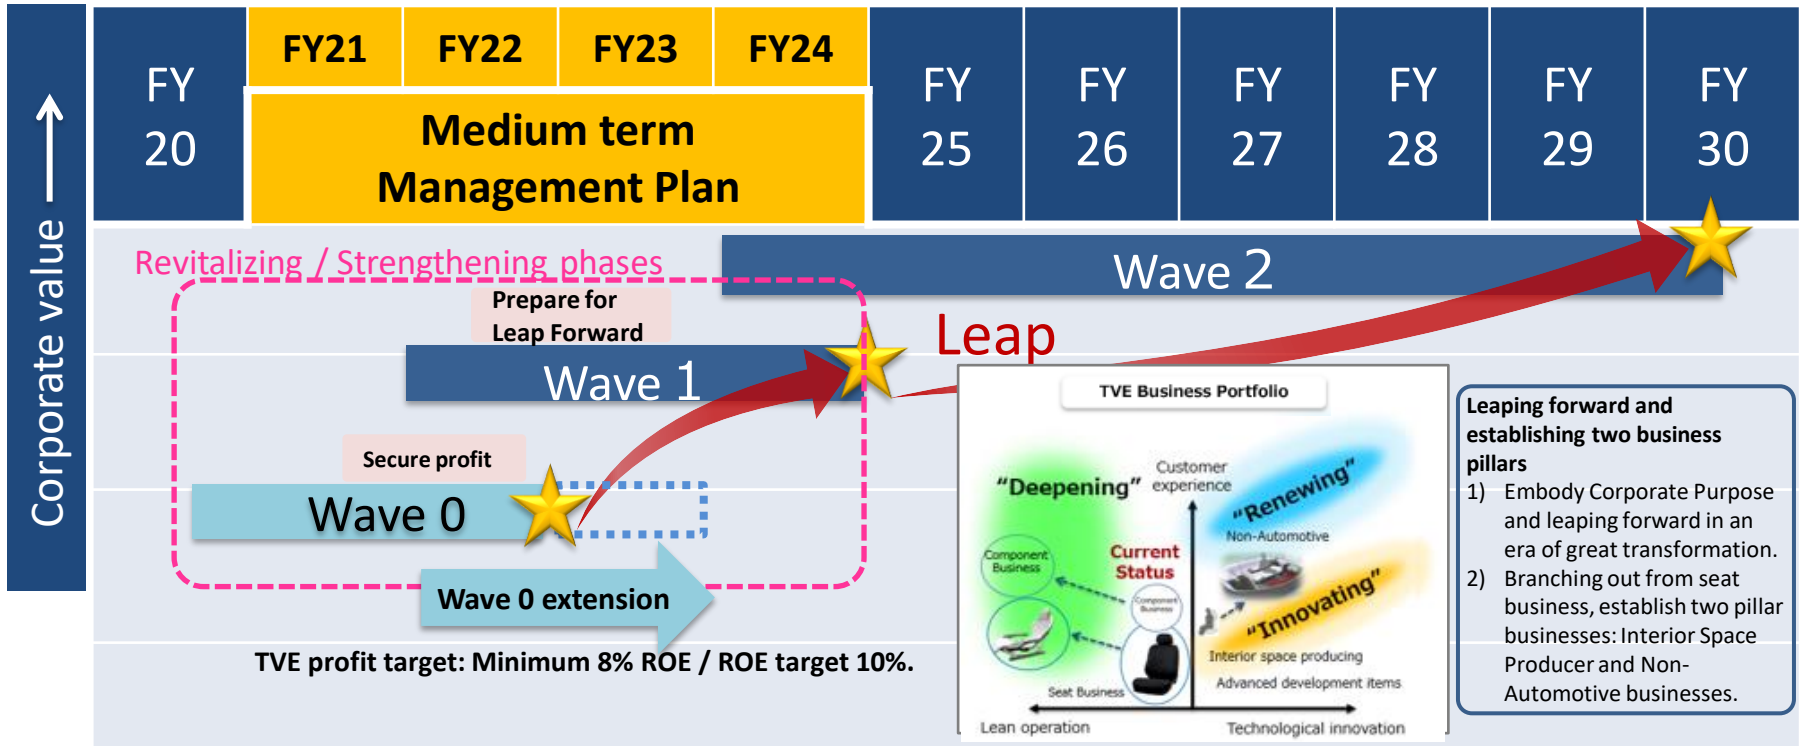 Corporate value
FY
20
FY21
FY22
FY23
FY24
Medium term
Management Plan
FY
25
FY
26
FY
27
FY
28
FY
29
FY
30
Revitalizing / Strengthening phases
Wave 2
Prepare for
Leap Forward
Wave 1
Leap
Secure profit
Wave 0
Wave 0 extension
TVE profit target: Minimum 8% ROE / ROE target 10%.
TVE Business Portfolio
"Deepening"
Customer
experience
"Renewing"
Non-Automotive
Component
Business
Current
Status
Component
Business
"Innovating"
Interior space producing
Advanced development items
Seat Business
Lean operation
Technological innovation
Leaping forward and
establishing two business
pillars
1) Embody Corporate Purpose
and leaping forward in an
era of great transformation.
2) Branching out from seat
business, establish two pillar
businesses: Interior Space
Producer and Non-
Automotive businesses.